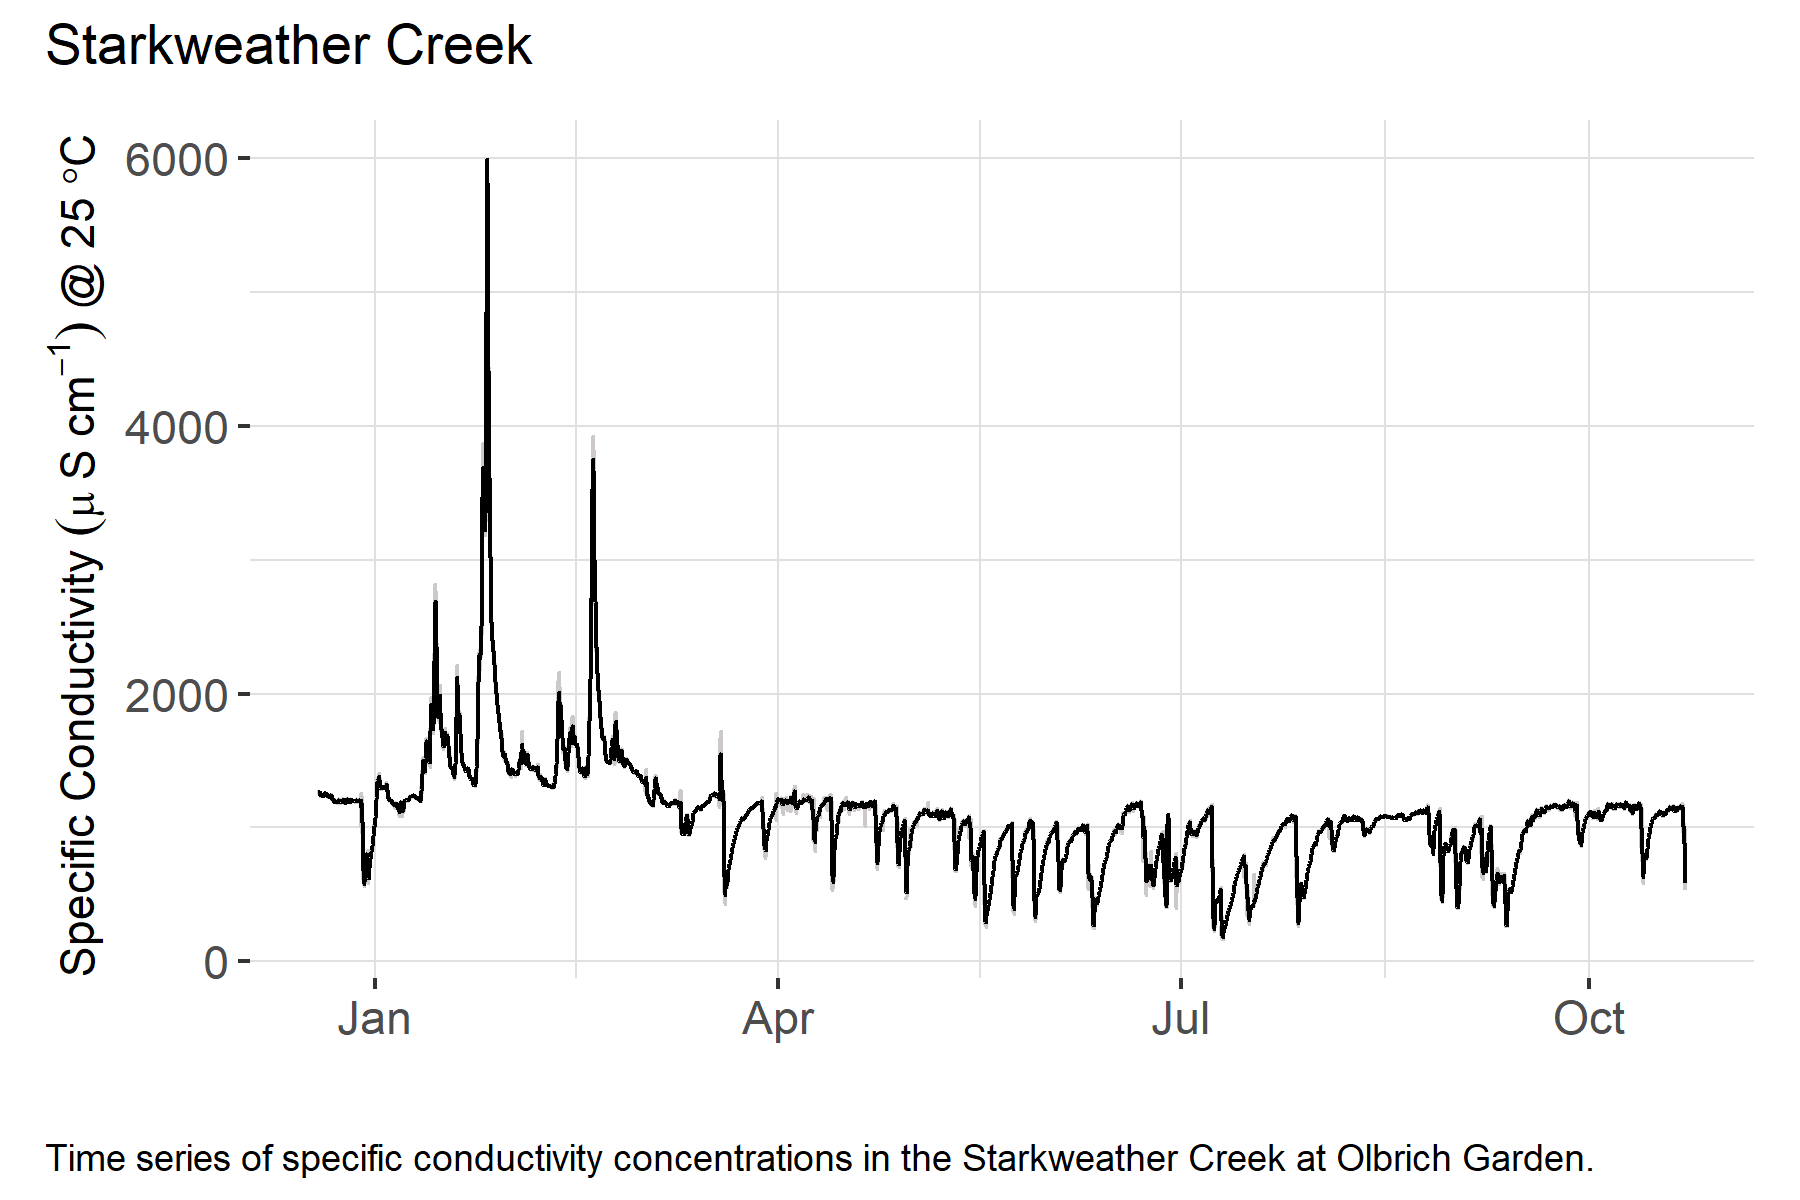 Starkweather Creek
Specific Conductivity (μ S cm⁻¹) @ 25 °C
6000
4000
2000
0
Jan Apr Jul Oct
Time series of specific conductivity concentrations in the Starkweather Creek at Olbrich Garden.